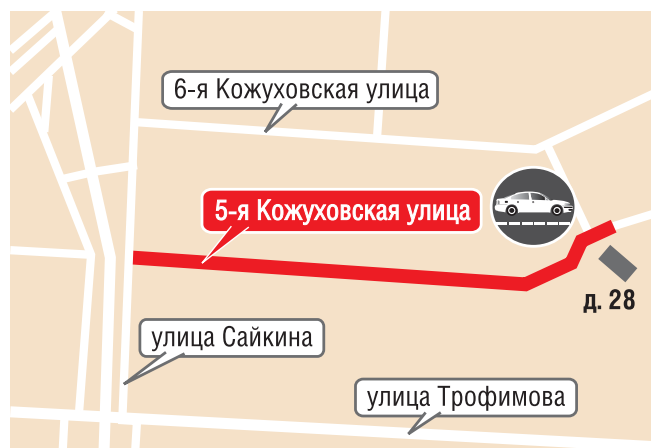 6-я Кожуховская улица
5-я Кожуховская улица
д. 28
улица Сайкина
улица Трофимова